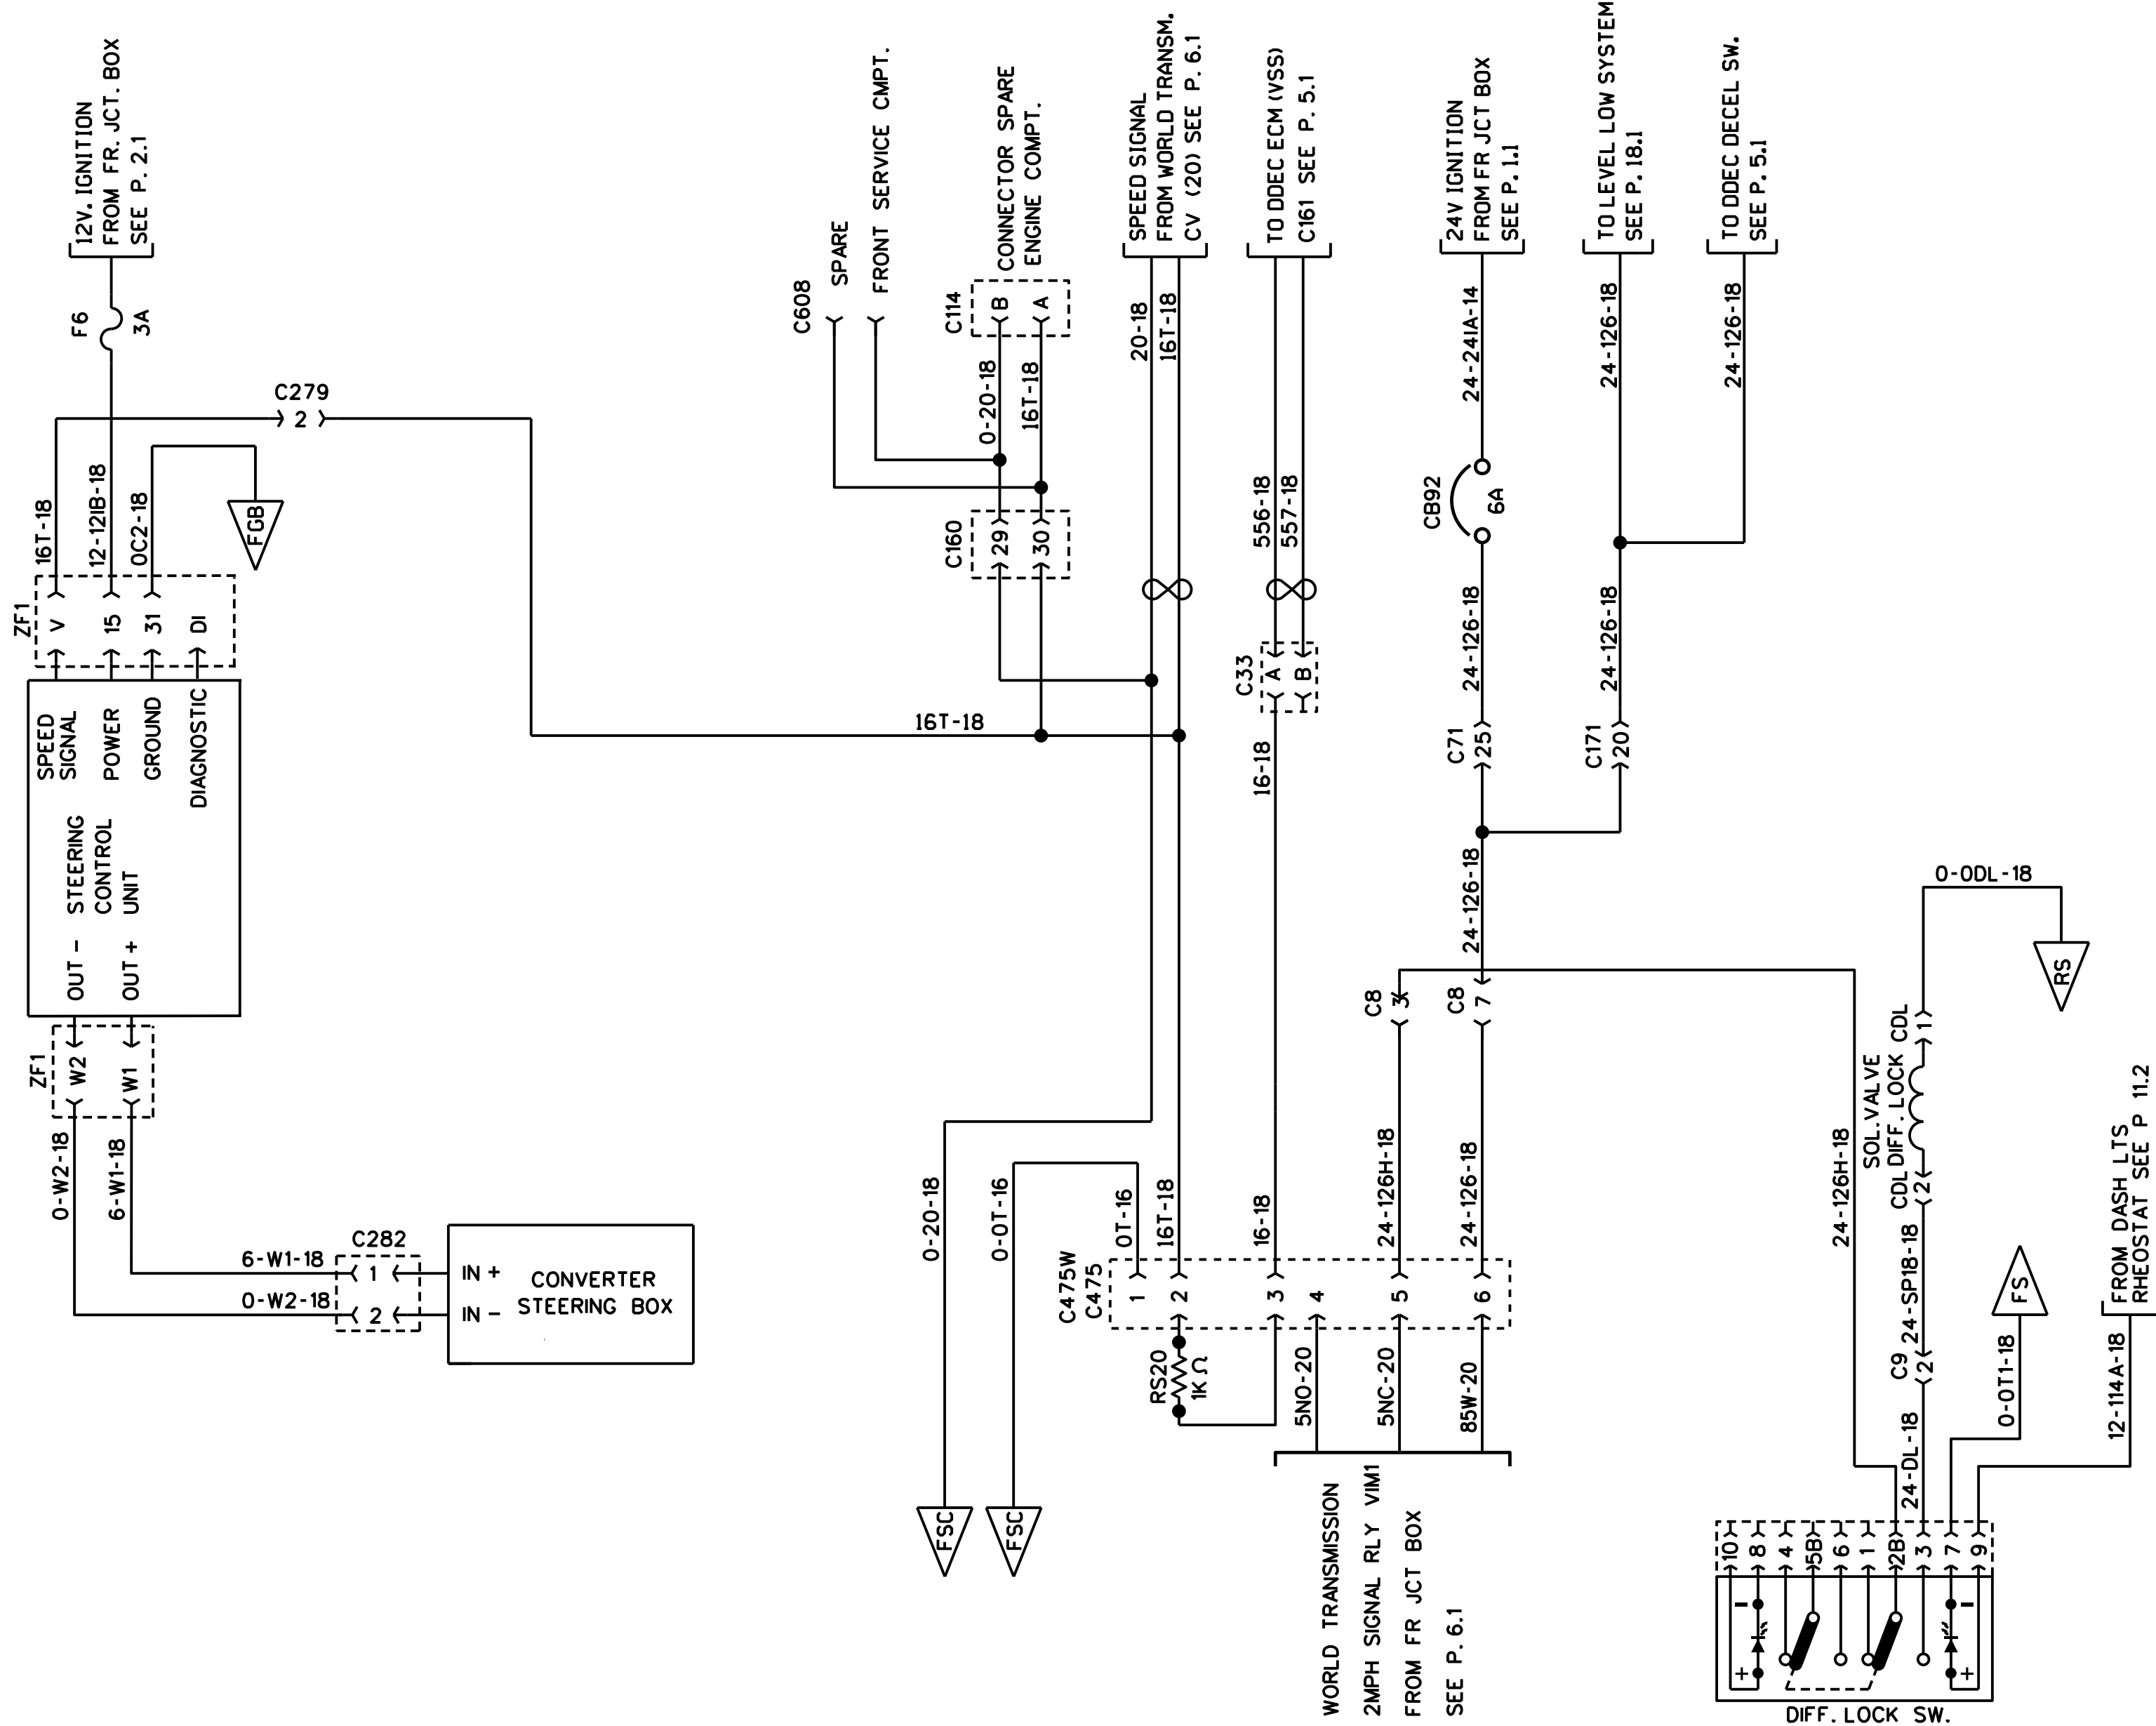 12V. IGNITION
FROM FR. JCT. BOX
SEE P. 2.1
F6
3A
C279
2
16T-18
12-12IB-18
0C2-18
FGB
ZF1
V
15
31
DI
SPEED
SIGNAL
POWER
GROUND
DIAGNOSTIC
OUT - STEERING
CONTROL
OUT + UNIT
ZF1
W2
W1
0-W2-18
6-W1-18
C282
6-W1-18
1
IN +
0-W2-18
2
IN -
CONVERTER
STEERING BOX
C608
SPARE
FRONT SERVICE CMPT.
C114
B
A
CONNECTOR SPARE
ENGINE COMPT.
0-20-18
16T-18
C160
29
30
16T-18
SPEED SIGNAL
FROM WORLD TRANSM.
CV (20) SEE P. 6.1
20-18
16T-18
TO DDEC ECM (VSS)
C161 SEE P. 5.1
556-18
557-18
C33
A
B
16-18
24V IGNITION
FROM FR JCT BOX
SEE P. 1.1
24-24IA-14
CB92
6A
24-126-18
C71
25
24-126-18
TO LEVEL LOW SYSTEM
SEE P. 18.1
24-126-18
24-126-18
C171
20
TO DDEC DECEL SW.
SEE P. 5.1
24-126-18
C8
3
C8
7
0-20-18
0-0T-16
FSC
FSC
0T-16
16T-18
16-18
24-126H-18
24-126-18
C475W
C475
1
2
3
4
5
6
RS20
1K Ω
5NO-20
5NC-20
85W-20
WORLD TRANSMISSION
2MPH SIGNAL RLY VIM1
FROM FR JCT BOX
SEE P. 6.1
24-126H-18
0-0DL-18
RS
SOL.VALVE
DIFF. LOCK
CDL
1
CDL
2
24-SP18-18
C9
2
24-DL-18
FS
0-0T1-18
FROM DASH LTS
RHEOSTAT SEE P 11.2
12-114A-18
10
8
4
5B
6
1
2B
3
7
9
-
+
-
+
DIFF. LOCK SW.